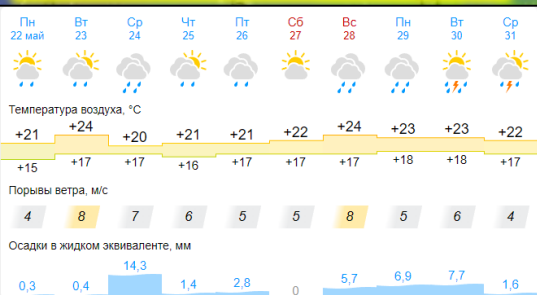 Пн Вт Ср Чт Пт Сб Вс Пн Вт Ср
22 май 23 24 25 26 27 28 29 30 31
Температура воздуха, °C
+21 +24 +20 +21 +21 +22 +24 +23 +23 +22
+15 +17 +17 +16 +17 +17 +17 +18 +18 +17
Порывы ветра, м/с
4 8 7 6 5 5 8 5 6 4
Осадки в жидком эквиваленте, мм
0,3 0,4 14,3 1,4 2,8 0 5,7 6,9 7,7 1,6